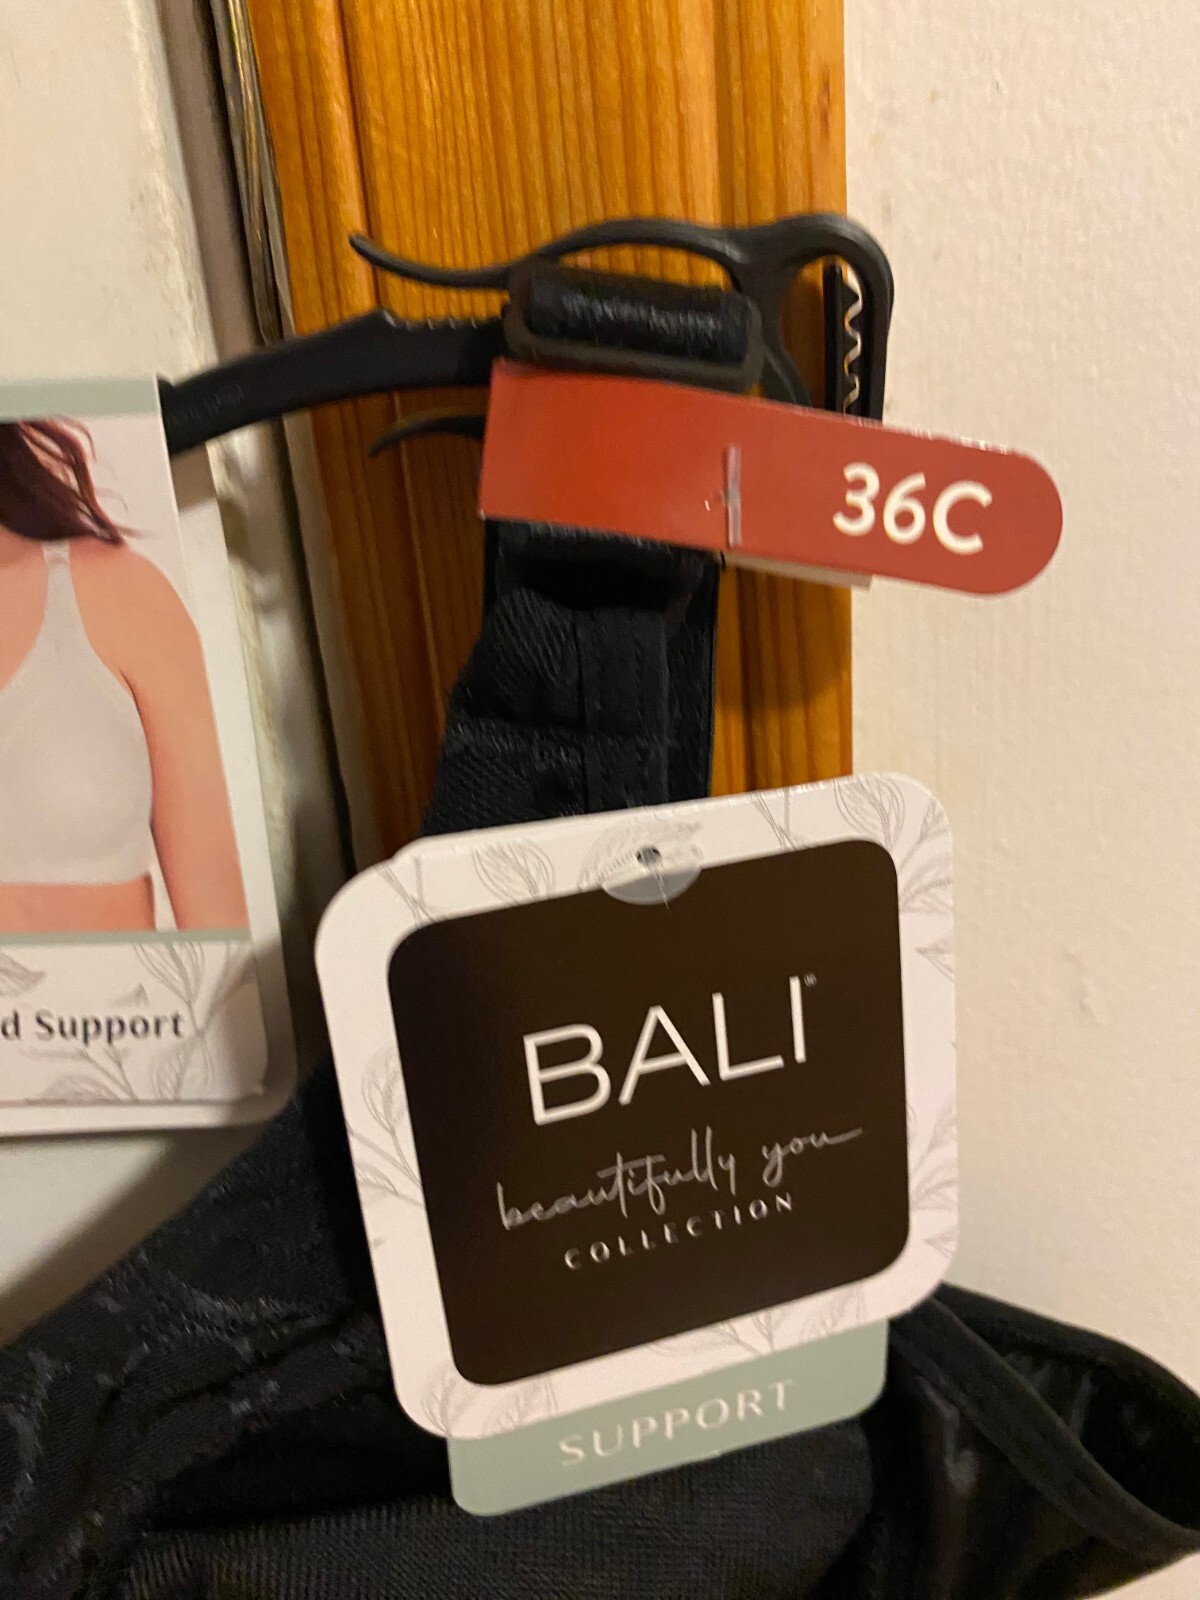 36C
d Support
BALI®
beautifully you
COLLECTION
SUPPORT